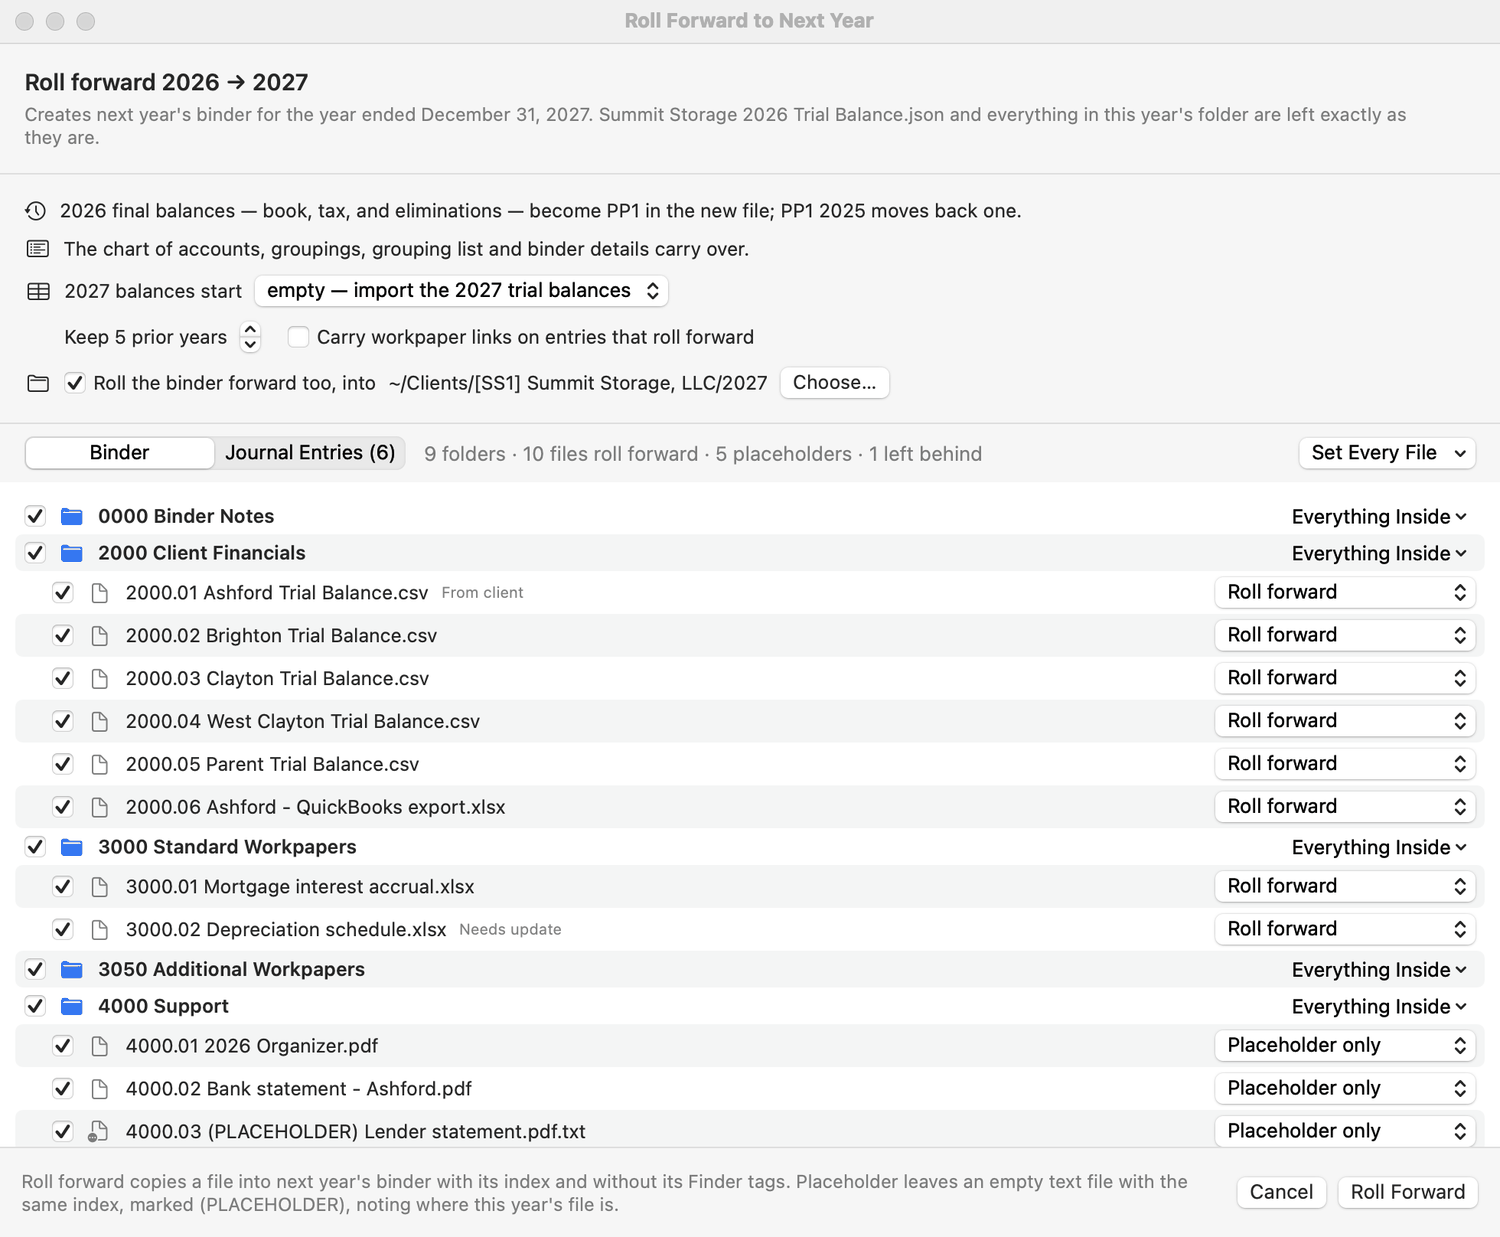 Roll Forward to Next Year
Roll forward 2026 → 2027
Creates next year's binder for the year ended December 31, 2027. Summit Storage 2026 Trial Balance.json and everything in this year's folder are left exactly as
they are.
2026 final balances — book, tax, and eliminations — become PP1 in the new file; PP1 2025 moves back one.
The chart of accounts, groupings, grouping list and binder details carry over.
2027 balances start empty — import the 2027 trial balances
Keep 5 prior years Carry workpaper links on entries that roll forward
Roll the binder forward too, into ~/Clients/[SS1] Summit Storage, LLC/2027 Choose...
Binder Journal Entries (6) 9 folders · 10 files roll forward · 5 placeholders · 1 left behind Set Every File
0000 Binder Notes Everything Inside
2000 Client Financials Everything Inside
2000.01 Ashford Trial Balance.csv From client Roll forward
2000.02 Brighton Trial Balance.csv Roll forward
2000.03 Clayton Trial Balance.csv Roll forward
2000.04 West Clayton Trial Balance.csv Roll forward
2000.05 Parent Trial Balance.csv Roll forward
2000.06 Ashford - QuickBooks export.xlsx Roll forward
3000 Standard Workpapers Everything Inside
3000.01 Mortgage interest accrual.xlsx Roll forward
3000.02 Depreciation schedule.xlsx Needs update Roll forward
3050 Additional Workpapers Everything Inside
4000 Support Everything Inside
4000.01 2026 Organizer.pdf Placeholder only
4000.02 Bank statement - Ashford.pdf Placeholder only
4000.03 (PLACEHOLDER) Lender statement.pdf.txt Placeholder only
Roll forward copies a file into next year's binder with its index and without its Finder tags. Placeholder leaves an empty text file with the
same index, marked (PLACEHOLDER), noting where this year's file is.
Cancel Roll Forward